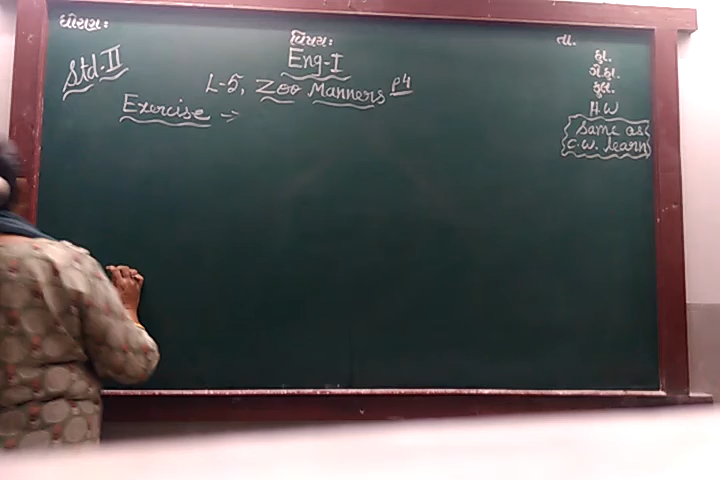 ધોરણ:
વિષય:
તા.
Std-II
Eng-I
હા.
ગે.હા.
કુલ.
L-5, Zoo Manners P4
Exercise :-
H.W
Same as
C.W. learn